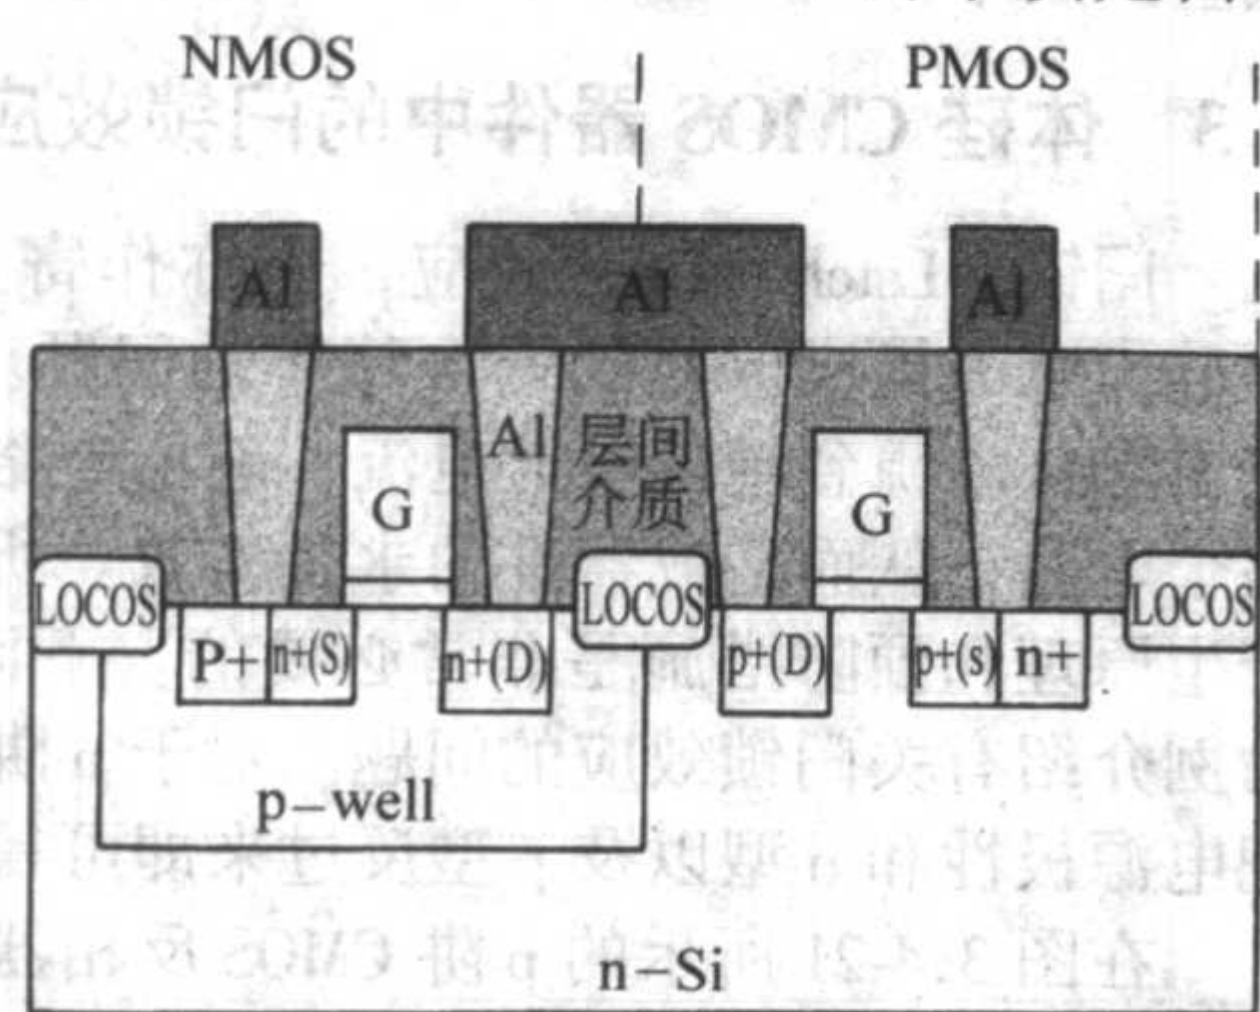 NMOS
PMOS
Al
Al
Al
Al
层间
介质
G
G
LOCOS
LOCOS
LOCOS
P+
n+(S)
n+(D)
p+(D)
p+(s)
n+
p-well
n-Si